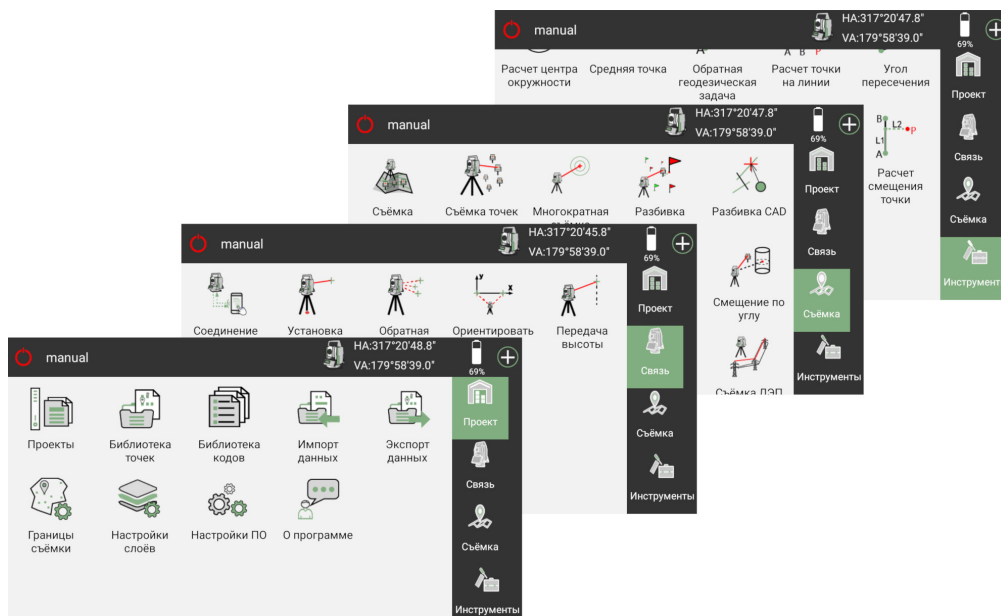 manual
HA:317°20'47.8"
VA:179°58'39.0"
69%
Расчет центра
окружности
Средняя точка
Обратная
геодезическая
задача
A B P
Расчет точки
на линии
Угол
пересечения
Проект
B
L2
P
L1
A
Расчет
смещения
точки
Связь
Съёмка
Инструменты
manual
HA:317°20'47.8"
VA:179°58'39.0"
69%
Съёмка
Съёмка точек
Многократная
Разбивка
Разбивка CAD
Проект
Связь
Смещение по
углу
Съёмка
Съёмка ЛЭП
Инструменты
manual
HA:317°20'45.8"
VA:179°58'39.0"
69%
Соединение
Установка
Обратная
y
x
Ориентировать
Передача
высоты
Проект
Связь
Съёмка
Инструменты
manual
HA:317°20'48.8"
VA:179°58'39.0"
69%
Проекты
Библиотека
точек
Библиотека
кодов
Импорт
данных
Экспорт
данных
Проект
Связь
Границы
съёмки
Настройки
слоёв
Настройки ПО
О программе
Съёмка
Инструменты